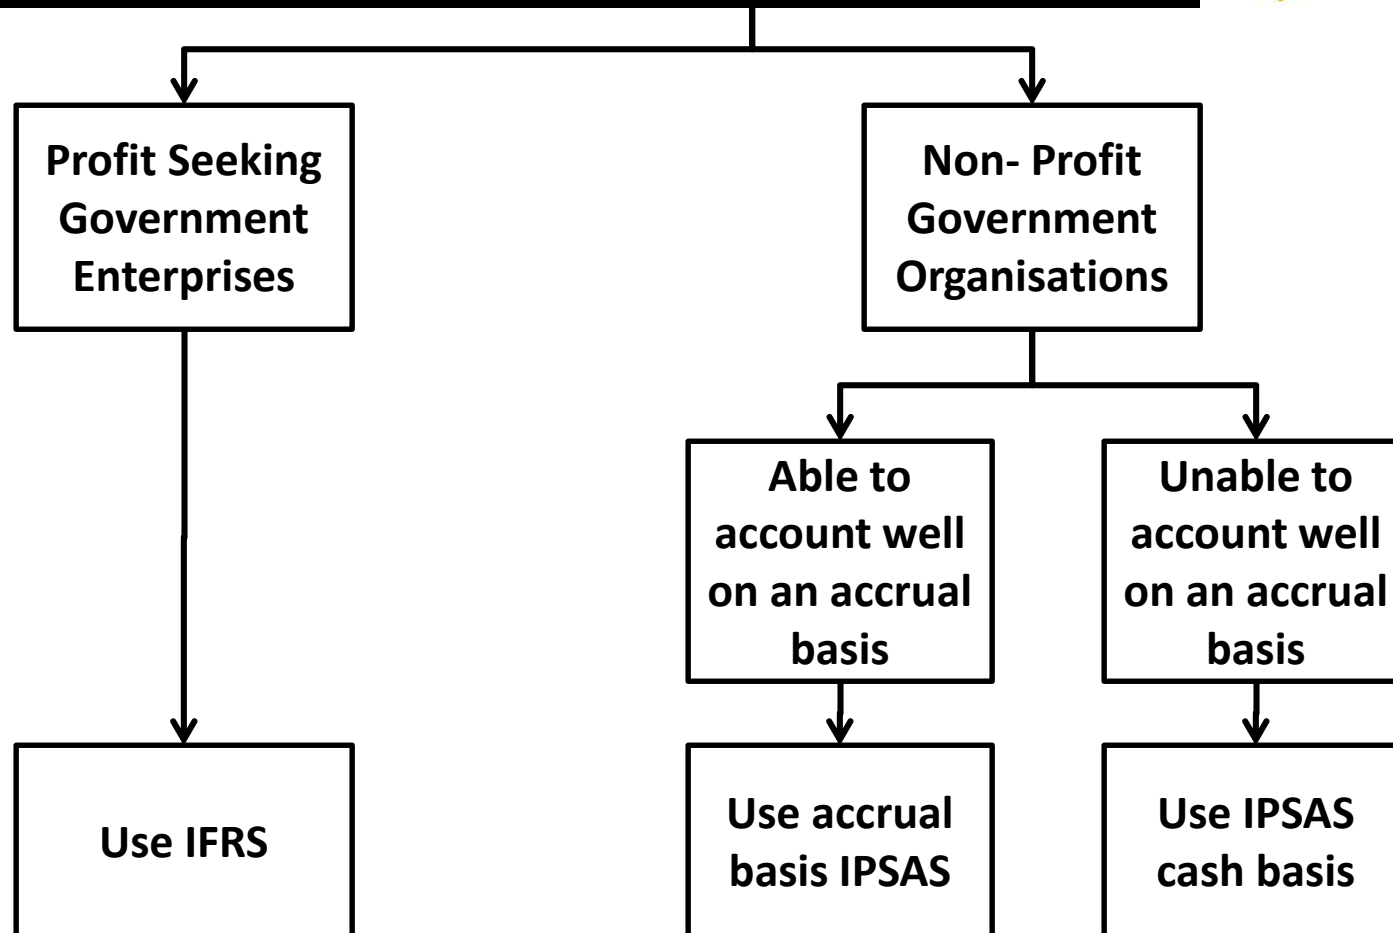 Profit Seeking
Government
Enterprises
Non- Profit
Government
Organisations
Able to
account well
on an accrual
basis
Unable to
account well
on an accrual
basis
Use IFRS
Use accrual
basis IPSAS
Use IPSAS
cash basis